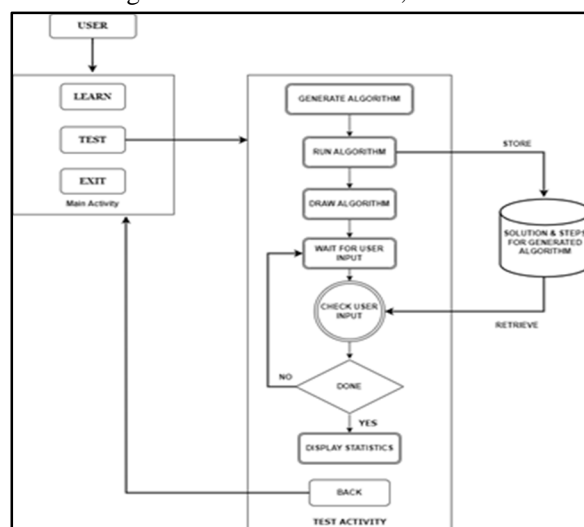 USER
LEARN
TEST
EXIT
Main Activity
GENERATE ALGORITHM
RUN ALGORITHM
STORE
DRAW ALGORITHM
WAIT FOR USER
INPUT
SOLUTION & STEPS
FOR GENERATED
ALGORITHM
CHECK USER
INPUT
RETRIEVE
NO
DONE
YES
DISPLAY STATISTICS
BACK
TEST ACTIVITY